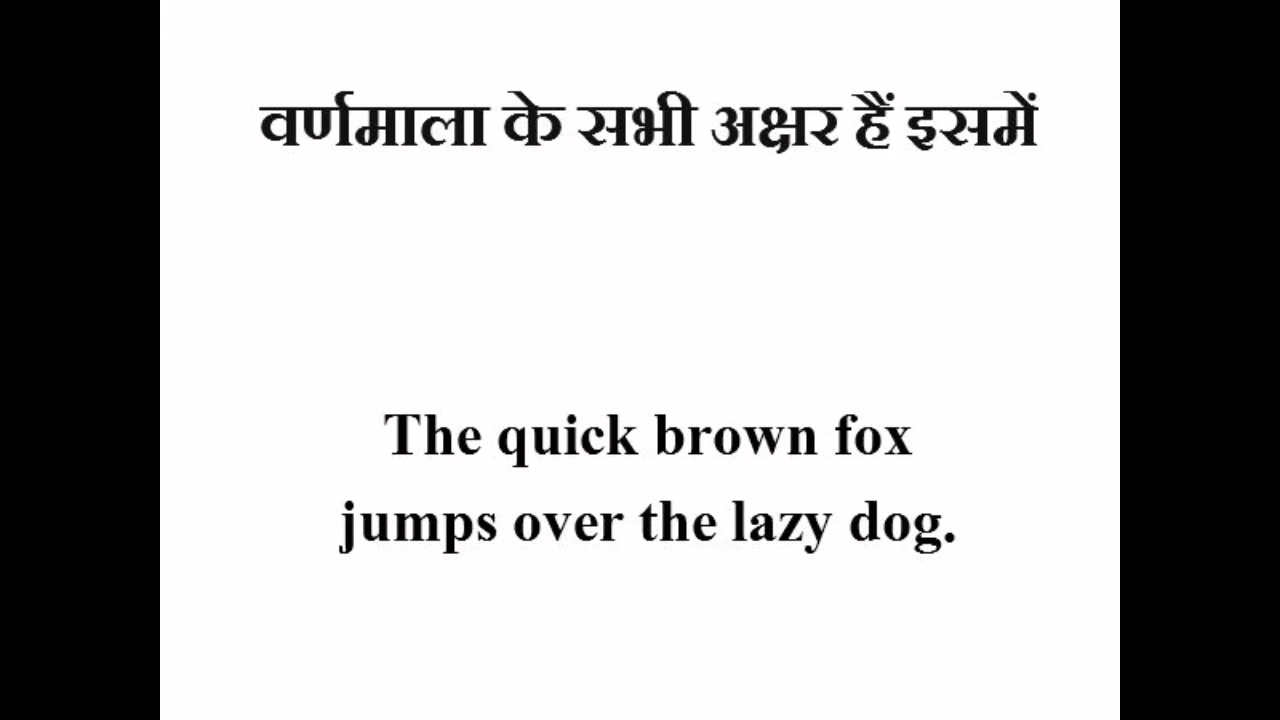 वर्णमाला के सभी अक्षर हैं इसमें
The quick brown fox
jumps over the lazy dog.